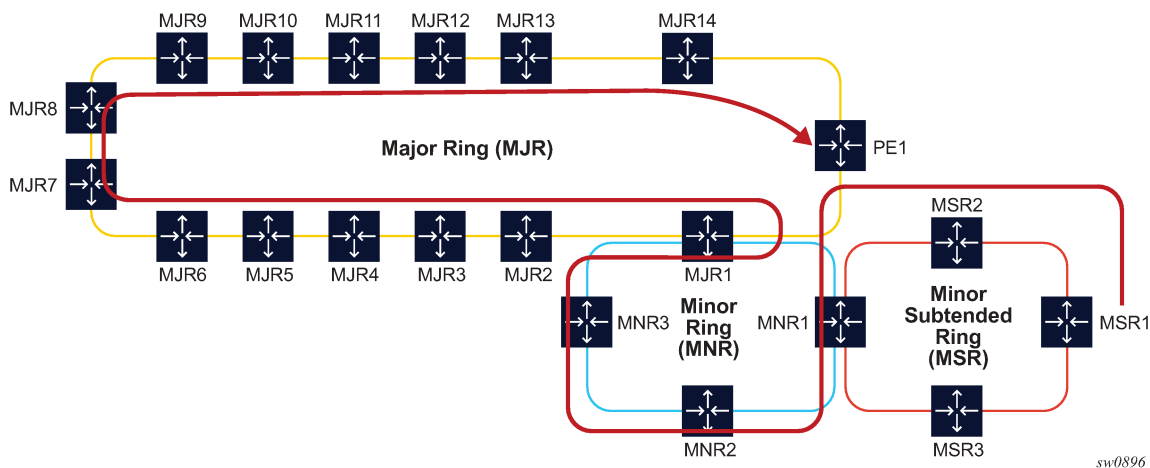 MJR9
MJR10
MJR11
MJR12
MJR13
MJR14
MJR8
Major Ring (MJR)
PE1
MJR7
MSR2
MJR6
MJR5
MJR4
MJR3
MJR2
MJR1
MNR3
Minor
Ring
(MNR)
MNR1
Minor
Subtended
Ring
(MSR)
MSR1
MNR2
MSR3
sw0896